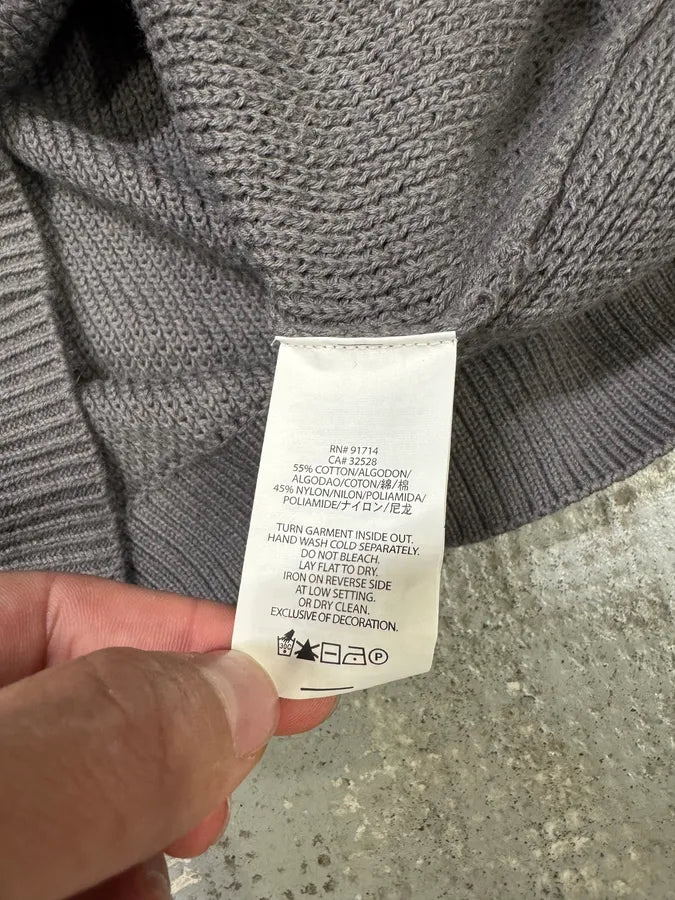 RN# 91714
CA# 32528
55% COTTON/ALGODON/
ALGODAO/COTON/綿/棉
45% NYLON/NILON/POLIAMIDA/
POLIAMIDE/ナイロン/尼龙
TURN GARMENT INSIDE OUT.
HAND WASH COLD SEPARATELY.
DO NOT BLEACH.
LAY FLAT TO DRY.
IRON ON REVERSE SIDE
AT LOW SETTING.
OR DRY CLEAN.
EXCLUSIVE OF DECORATION.
30C P